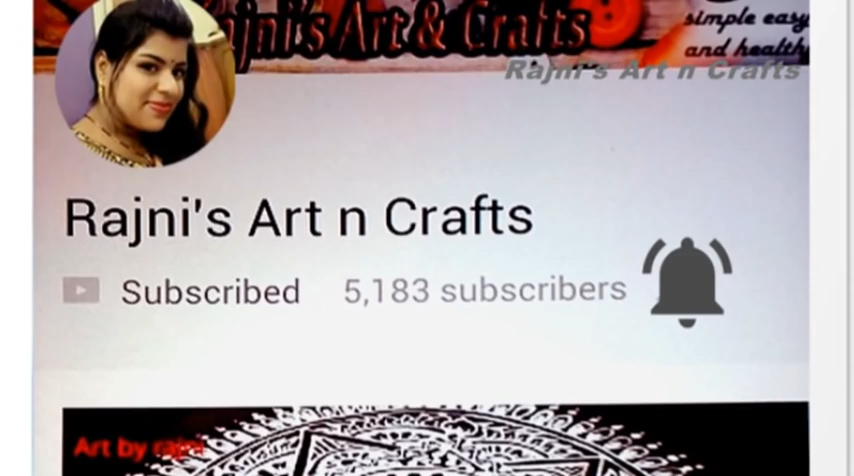 Rajni's Art & Crafts
simple easy
and healthy
Rajni's Art n Crafts
Rajni's Art n Crafts
Subscribed 5,183 subscribers
Art by rajni